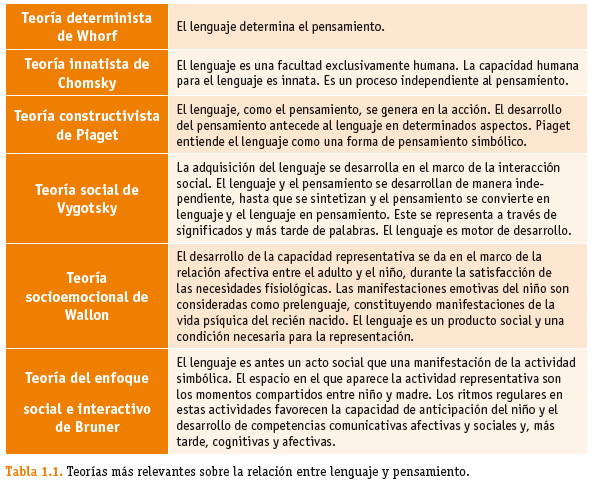 Teoría determinista
de Whorf
El lenguaje determina el pensamiento.
Teoría innatista de
Chomsky
El lenguaje es una facultad exclusivamente humana. La capacidad humana
para el lenguaje es innata. Es un proceso independiente al pensamiento.
Teoría constructivista
de Piaget
El lenguaje, como el pensamiento, se genera en la acción. El desarrollo
del pensamiento antecede al lenguaje en determinados aspectos. Piaget
entiende el lenguaje como una forma de pensamiento simbólico.
Teoría social de
Vygotsky
La adquisición del lenguaje se desarrolla en el marco de la interacción
social. El lenguaje y el pensamiento se desarrollan de manera inde-
pendiente, hasta que se sintetizan y el pensamiento se convierte en
lenguaje y el lenguaje en pensamiento. Este se representa a través de
significados y más tarde de palabras. El lenguaje es motor de desarrollo.
Teoría
socioemocional de
Wallon
El desarrollo de la capacidad representativa se da en el marco de la
relación afectiva entre el adulto y el niño, durante la satisfacción de
las necesidades fisiológicas. Las manifestaciones emotivas del niño son
consideradas como prelenguaje, constituyendo manifestaciones de la
vida psíquica del recién nacido. El lenguaje es un producto social y una
condición necesaria para la representación.
Teoría del enfoque
social e interactivo
de Bruner
El lenguaje es antes un acto social que una manifestación de la actividad
simbólica. El espacio en el que aparece la actividad representativa son
los momentos compartidos entre niño y madre. Los ritmos regulares en
estas actividades favorecen la capacidad de anticipación del niño y el
desarrollo de competencias comunicativas afectivas y sociales y, más
tarde, cognitivas y afectivas.
Tabla 1.1. Teorías más relevantes sobre la relación entre lenguaje y pensamiento.